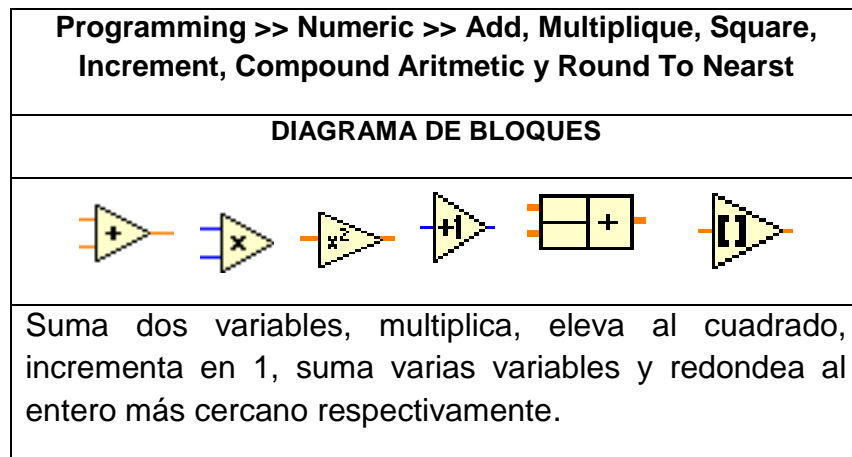 Programming >> Numeric >> Add, Multiplique, Square,
Increment, Compound Aritmetic y Round To Nearst
DIAGRAMA DE BLOQUES
+ x x² +1 + [ ]
Suma dos variables, multiplica, eleva al cuadrado,
incrementa en 1, suma varias variables y redondea al
entero más cercano respectivamente.